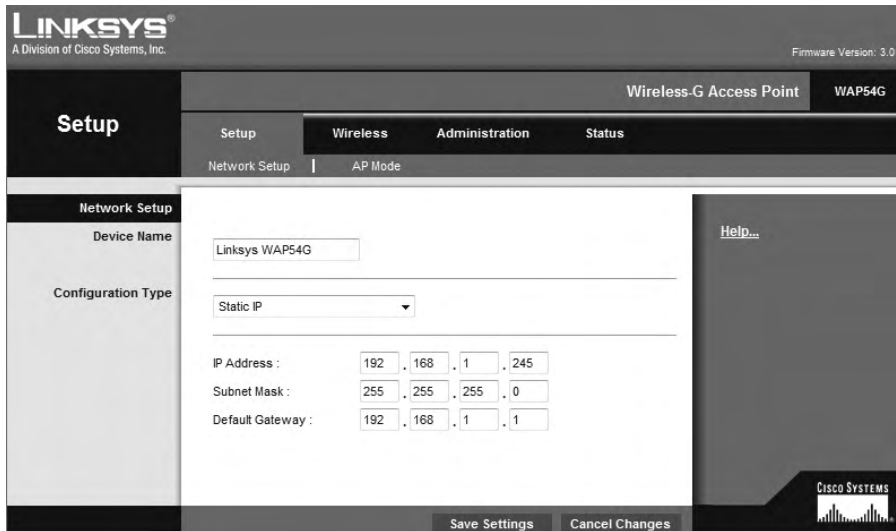 LINKSYS®
A Division of Cisco Systems, Inc.
Firmware Version: 3.0
Wireless-G Access Point WAP54G
Setup
Setup Wireless Administration Status
Network Setup | AP Mode
Network Setup
Device Name
Linksys WAP54G
Help...
Configuration Type
Static IP
IP Address : 192 . 168 . 1 . 245
Subnet Mask : 255 . 255 . 255 . 0
Default Gateway : 192 . 168 . 1 . 1
Save Settings Cancel Changes
CISCO SYSTEMS